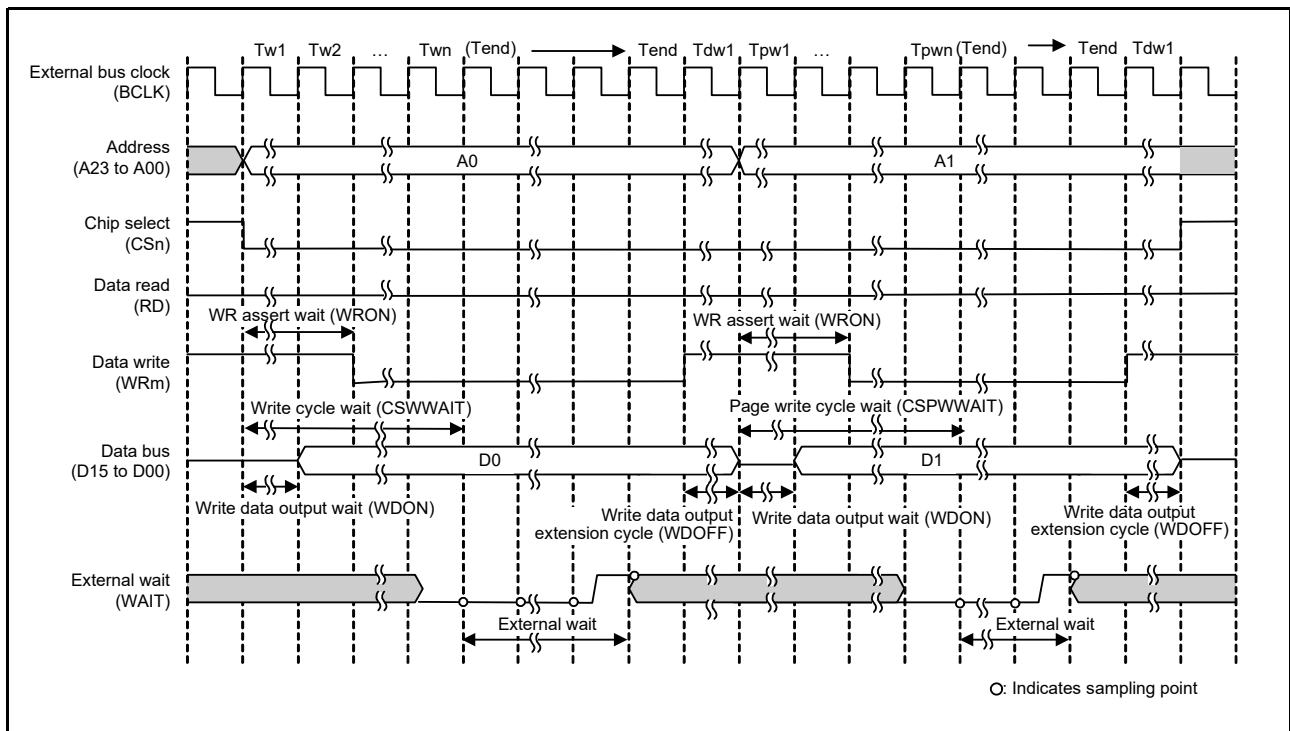 Tw1 Tw2 … Twn (Tend) Tend Tdw1 Tpw1 … Tpwn (Tend) Tend Tdw1
External bus clock
(BCLK)
Address
(A23 to A00)
A0 A1
Chip select
(CSn)
Data read
(RD)
WR assert wait (WRON) WR assert wait (WRON)
Data write
(WRm)
Write cycle wait (CSWWAIT) Page write cycle wait (CSPWWAIT)
Data bus
(D15 to D00)
D0 D1
Write data output wait (WDON)
Write data output
extension cycle (WDOFF)
Write data output wait (WDON)
Write data output
extension cycle (WDOFF)
External wait
(WAIT)
External wait External wait
: Indicates sampling point